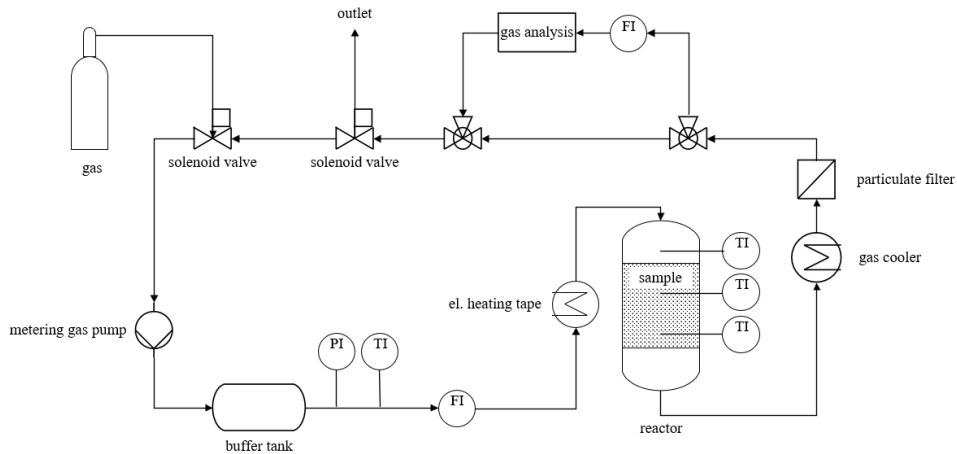 outlet
gas analysis
FI
gas
solenoid valve
solenoid valve
particulate filter
gas cooler
TI
sample
TI
TI
el. heating tape
metering gas pump
PI
TI
FI
buffer tank
reactor